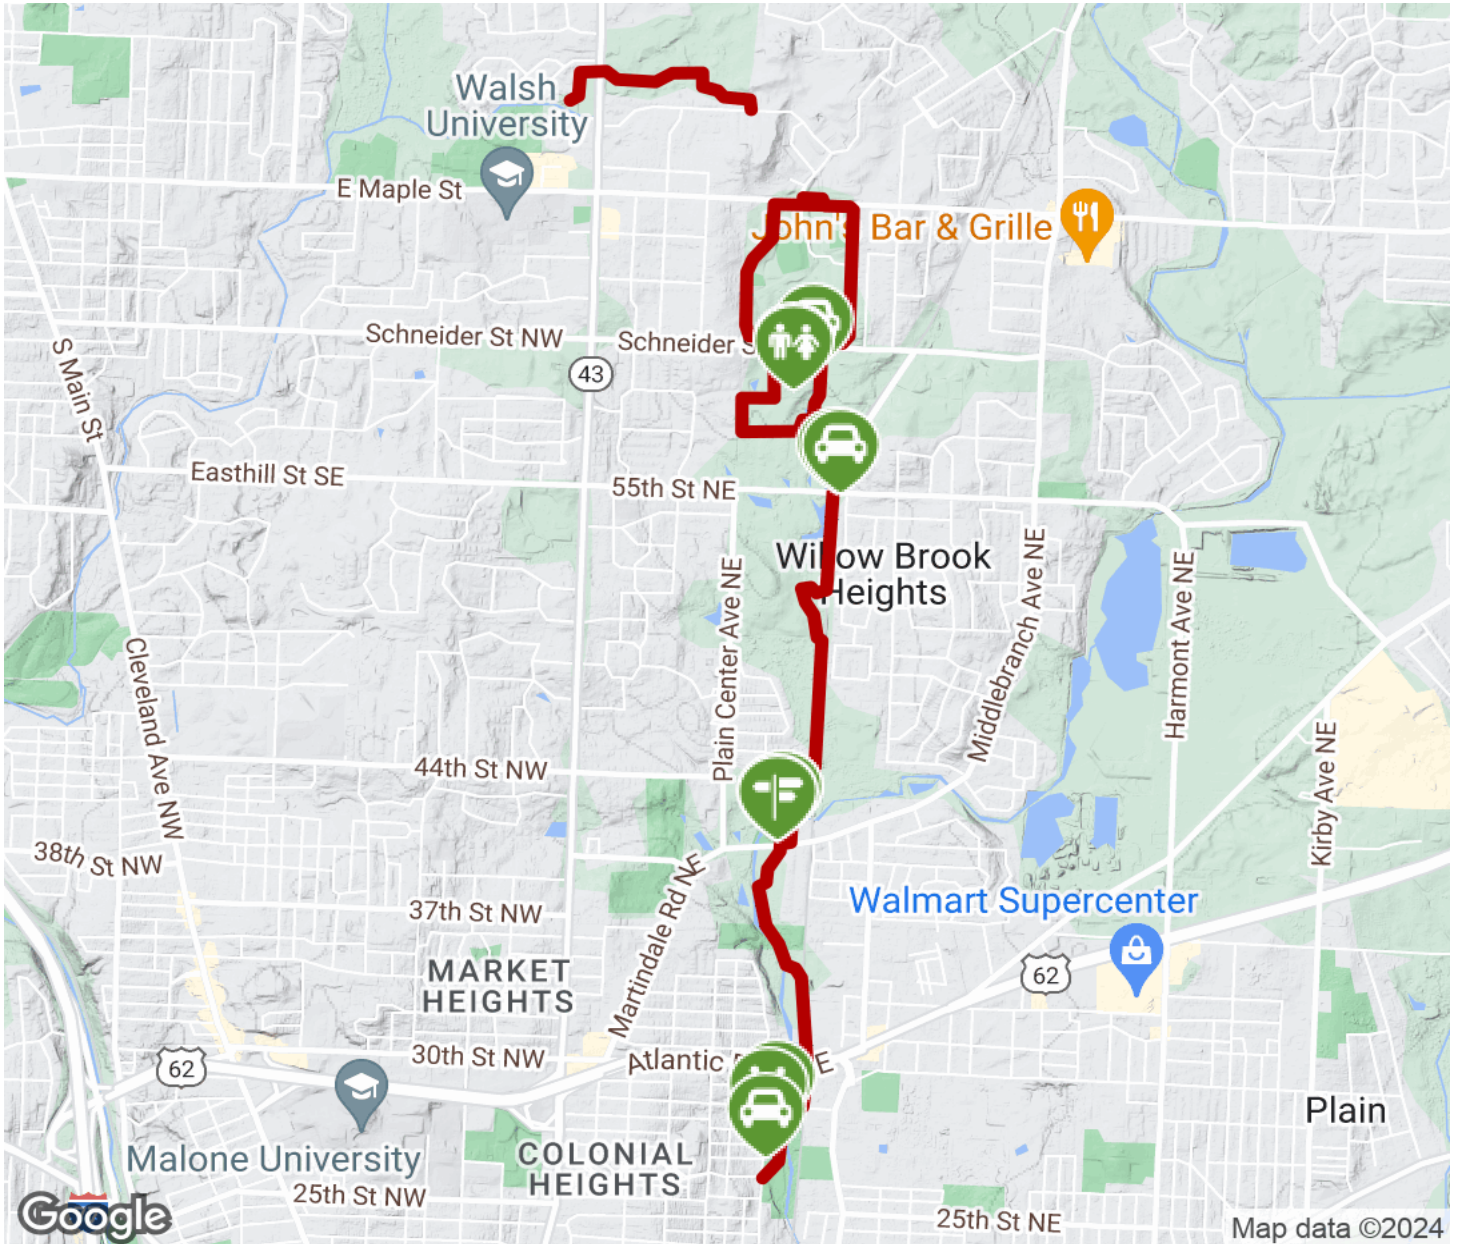 Walsh
University
E Maple St
John's Bar & Grille
Schneider St NW
Schneider S
43
S Main St
Easthill St SE
55th St NE
Willow Brook
Heights
Plain Center Ave NE
Middlebranch Ave NE
Harmont Ave NE
Cleveland Ave NW
44th St NW
Kirby Ave NE
38th St NW
Martindale Rd NE
37th St NW
Walmart Supercenter
MARKET
HEIGHTS
62
30th St NW
Atlantic
E
62
Plain
Malone University
COLONIAL
HEIGHTS
25th St NW
25th St NE
Google
Map data ©2024